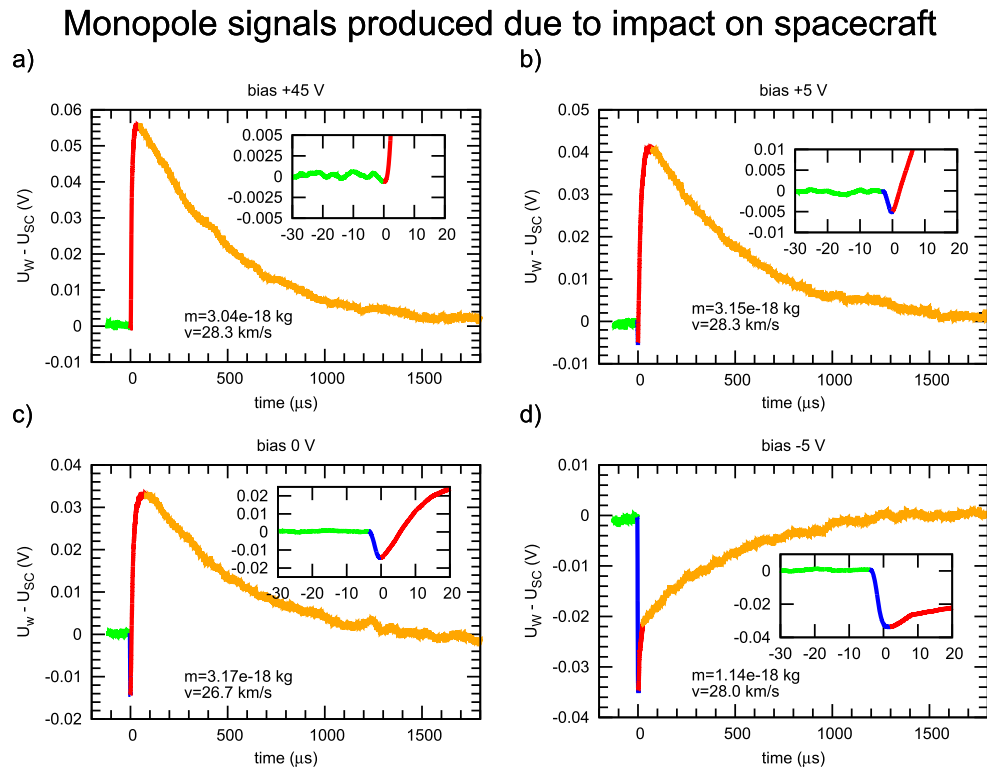 Monopole signals produced due to impact on spacecraft
a)
b)
bias +45 V
bias +5 V
0.06
0.05
0.04
0.03
0.02
0.01
0
-0.01
U_W - U_SC (V)
0.005
0.0025
0
-0.0025
-0.005
-30 -20 -10 0 10 20
m=3.04e-18 kg
v=28.3 km/s
0 500 1000 1500
time (μs)
0.05
0.04
0.03
0.02
0.01
0
-0.01
U_W - U_SC (V)
0.01
0.005
0
-0.005
-0.01
-30 -20 -10 0 10 20
m=3.15e-18 kg
v=28.3 km/s
0 500 1000 1500
time (μs)
c)
d)
bias 0 V
bias -5 V
0.04
0.03
0.02
0.01
0
-0.01
-0.02
U_w - U_SC (V)
0.02
0.01
0
-0.01
-0.02
-30 -20 -10 0 10 20
m=3.17e-18 kg
v=26.7 km/s
0 500 1000 1500
time (μs)
0.01
0
-0.01
-0.02
-0.03
-0.04
U_W - U_SC (V)
0
-0.02
-0.04
-30 -20 -10 0 10 20
m=1.14e-18 kg
v=28.0 km/s
0 500 1000 1500
time (μs)